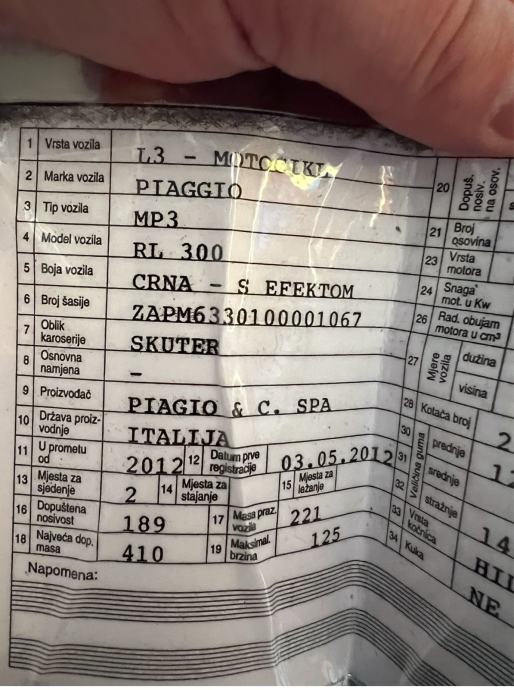 1 Vrsta vozila L3 - MOTOCIKL
2 Marka vozila PIAGGIO
3 Tip vozila MP3
4 Model vozila RL 300
5 Boja vozila CRNA - S EFEKTOM
6 Broj šasije ZAPM6330100001067
7 Oblik karoserije SKUTER
8 Osnovna namjena -
9 Proizvođač PIAGIO & C. SPA
10 Država proiz-vodnje ITALIJA
11 U prometu od 2012 12 Datum prve registracije 03.05.2012
13 Mjesta za sjedenje 2 14 Mjesta za stajanje 15 Mjesta za ležanje
16 Dopuštena nosivost 189 17 Masa praz. vozila 221
18 Najveća dop. masa 410 19 Maksimal. brzina 125
Napomena:
20 Dopuš. nosiv. na osov.
21 Broj osovina
23 Vrsta motora
24 Snaga mot. u Kw
26 Rad. obujam motora u cm³
27 Mjere vozila dužina
visina
28 Kotača broj 2
30 Veličina guma prednje
31 srednje
32 stražnje 14
33 Vrsta kočnica
34 Kuka NE